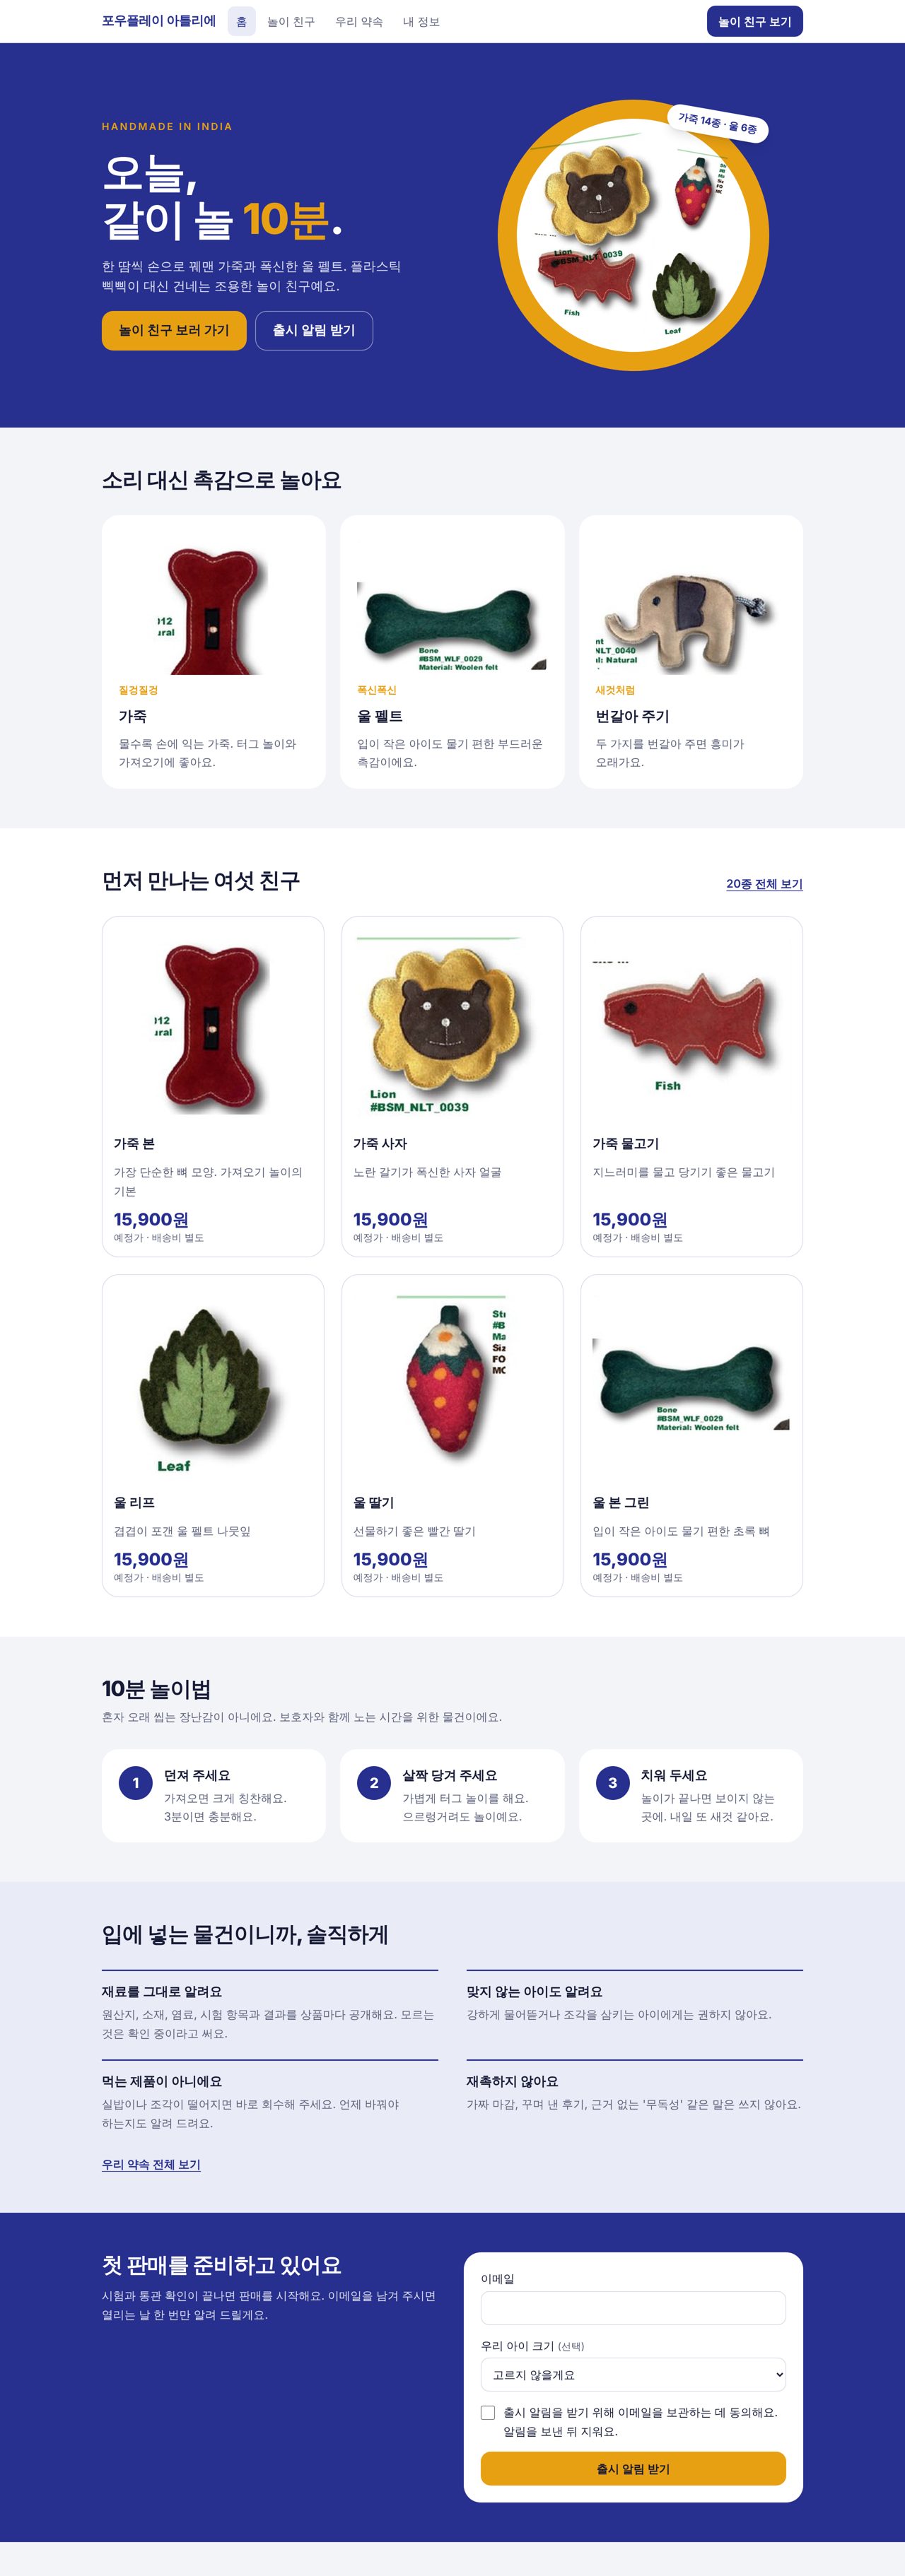 포우플레이 아틀리에
홈
놀이 친구
우리 약속
내 정보
놀이 친구 보기
HANDMADE IN INDIA
오늘,
같이 놀 10분.
한 땀씩 손으로 꿰맨 가죽과 폭신한 울 펠트. 플라스틱
삑삑이 대신 건네는 조용한 놀이 친구예요.
놀이 친구 보러 가기
출시 알림 받기
가죽 14종 · 울 6종
Lion
@BSM_NLT_0039
Fish
Leaf
소리 대신 촉감으로 놀아요
012
ural
질겅질겅
가죽
물수록 손에 익는 가죽. 터그 놀이와
가져오기에 좋아요.
Bone
#BSM_WLF_0029
Material: Woolen felt
폭신폭신
울 펠트
입이 작은 아이도 물기 편한 부드러운
촉감이에요.
nt
NLT_0040
l: Natural
새것처럼
번갈아 주기
두 가지를 번갈아 주면 흥미가
오래가요.
먼저 만나는 여섯 친구
20종 전체 보기
012
ural
가죽 본
가장 단순한 뼈 모양. 가져오기 놀이의
기본
15,900원
예정가 · 배송비 별도
Lion
#BSM_NLT_0039
가죽 사자
노란 갈기가 폭신한 사자 얼굴
15,900원
예정가 · 배송비 별도
Fish
가죽 물고기
지느러미를 물고 당기기 좋은 물고기
15,900원
예정가 · 배송비 별도
Leaf
울 리프
겹겹이 포갠 울 펠트 나뭇잎
15,900원
예정가 · 배송비 별도
Str
#B
Ma
Siz
FO
MO
울 딸기
선물하기 좋은 빨간 딸기
15,900원
예정가 · 배송비 별도
Bone
#BSM_WLF_0029
Material: Woolen felt
울 본 그린
입이 작은 아이도 물기 편한 초록 뼈
15,900원
예정가 · 배송비 별도
10분 놀이법
혼자 오래 씹는 장난감이 아니에요. 보호자와 함께 노는 시간을 위한 물건이에요.
1
던져 주세요
가져오면 크게 칭찬해요.
3분이면 충분해요.
2
살짝 당겨 주세요
가볍게 터그 놀이를 해요.
으르렁거려도 놀이예요.
3
치워 두세요
놀이가 끝나면 보이지 않는
곳에. 내일 또 새것 같아요.
입에 넣는 물건이니까, 솔직하게
재료를 그대로 알려요
원산지, 소재, 염료, 시험 항목과 결과를 상품마다 공개해요. 모르는
것은 확인 중이라고 써요.
맞지 않는 아이도 알려요
강하게 물어뜯거나 조각을 삼키는 아이에게는 권하지 않아요.
먹는 제품이 아니에요
실밥이나 조각이 떨어지면 바로 회수해 주세요. 언제 바꿔야
하는지도 알려 드려요.
재촉하지 않아요
가짜 마감, 꾸며 낸 후기, 근거 없는 '무독성' 같은 말은 쓰지 않아요.
우리 약속 전체 보기
첫 판매를 준비하고 있어요
시험과 통관 확인이 끝나면 판매를 시작해요. 이메일을 남겨 주시면
열리는 날 한 번만 알려 드릴게요.
이메일
우리 아이 크기 (선택)
고르지 않을게요
출시 알림을 받기 위해 이메일을 보관하는 데 동의해요.
알림을 보낸 뒤 지워요.
출시 알림 받기